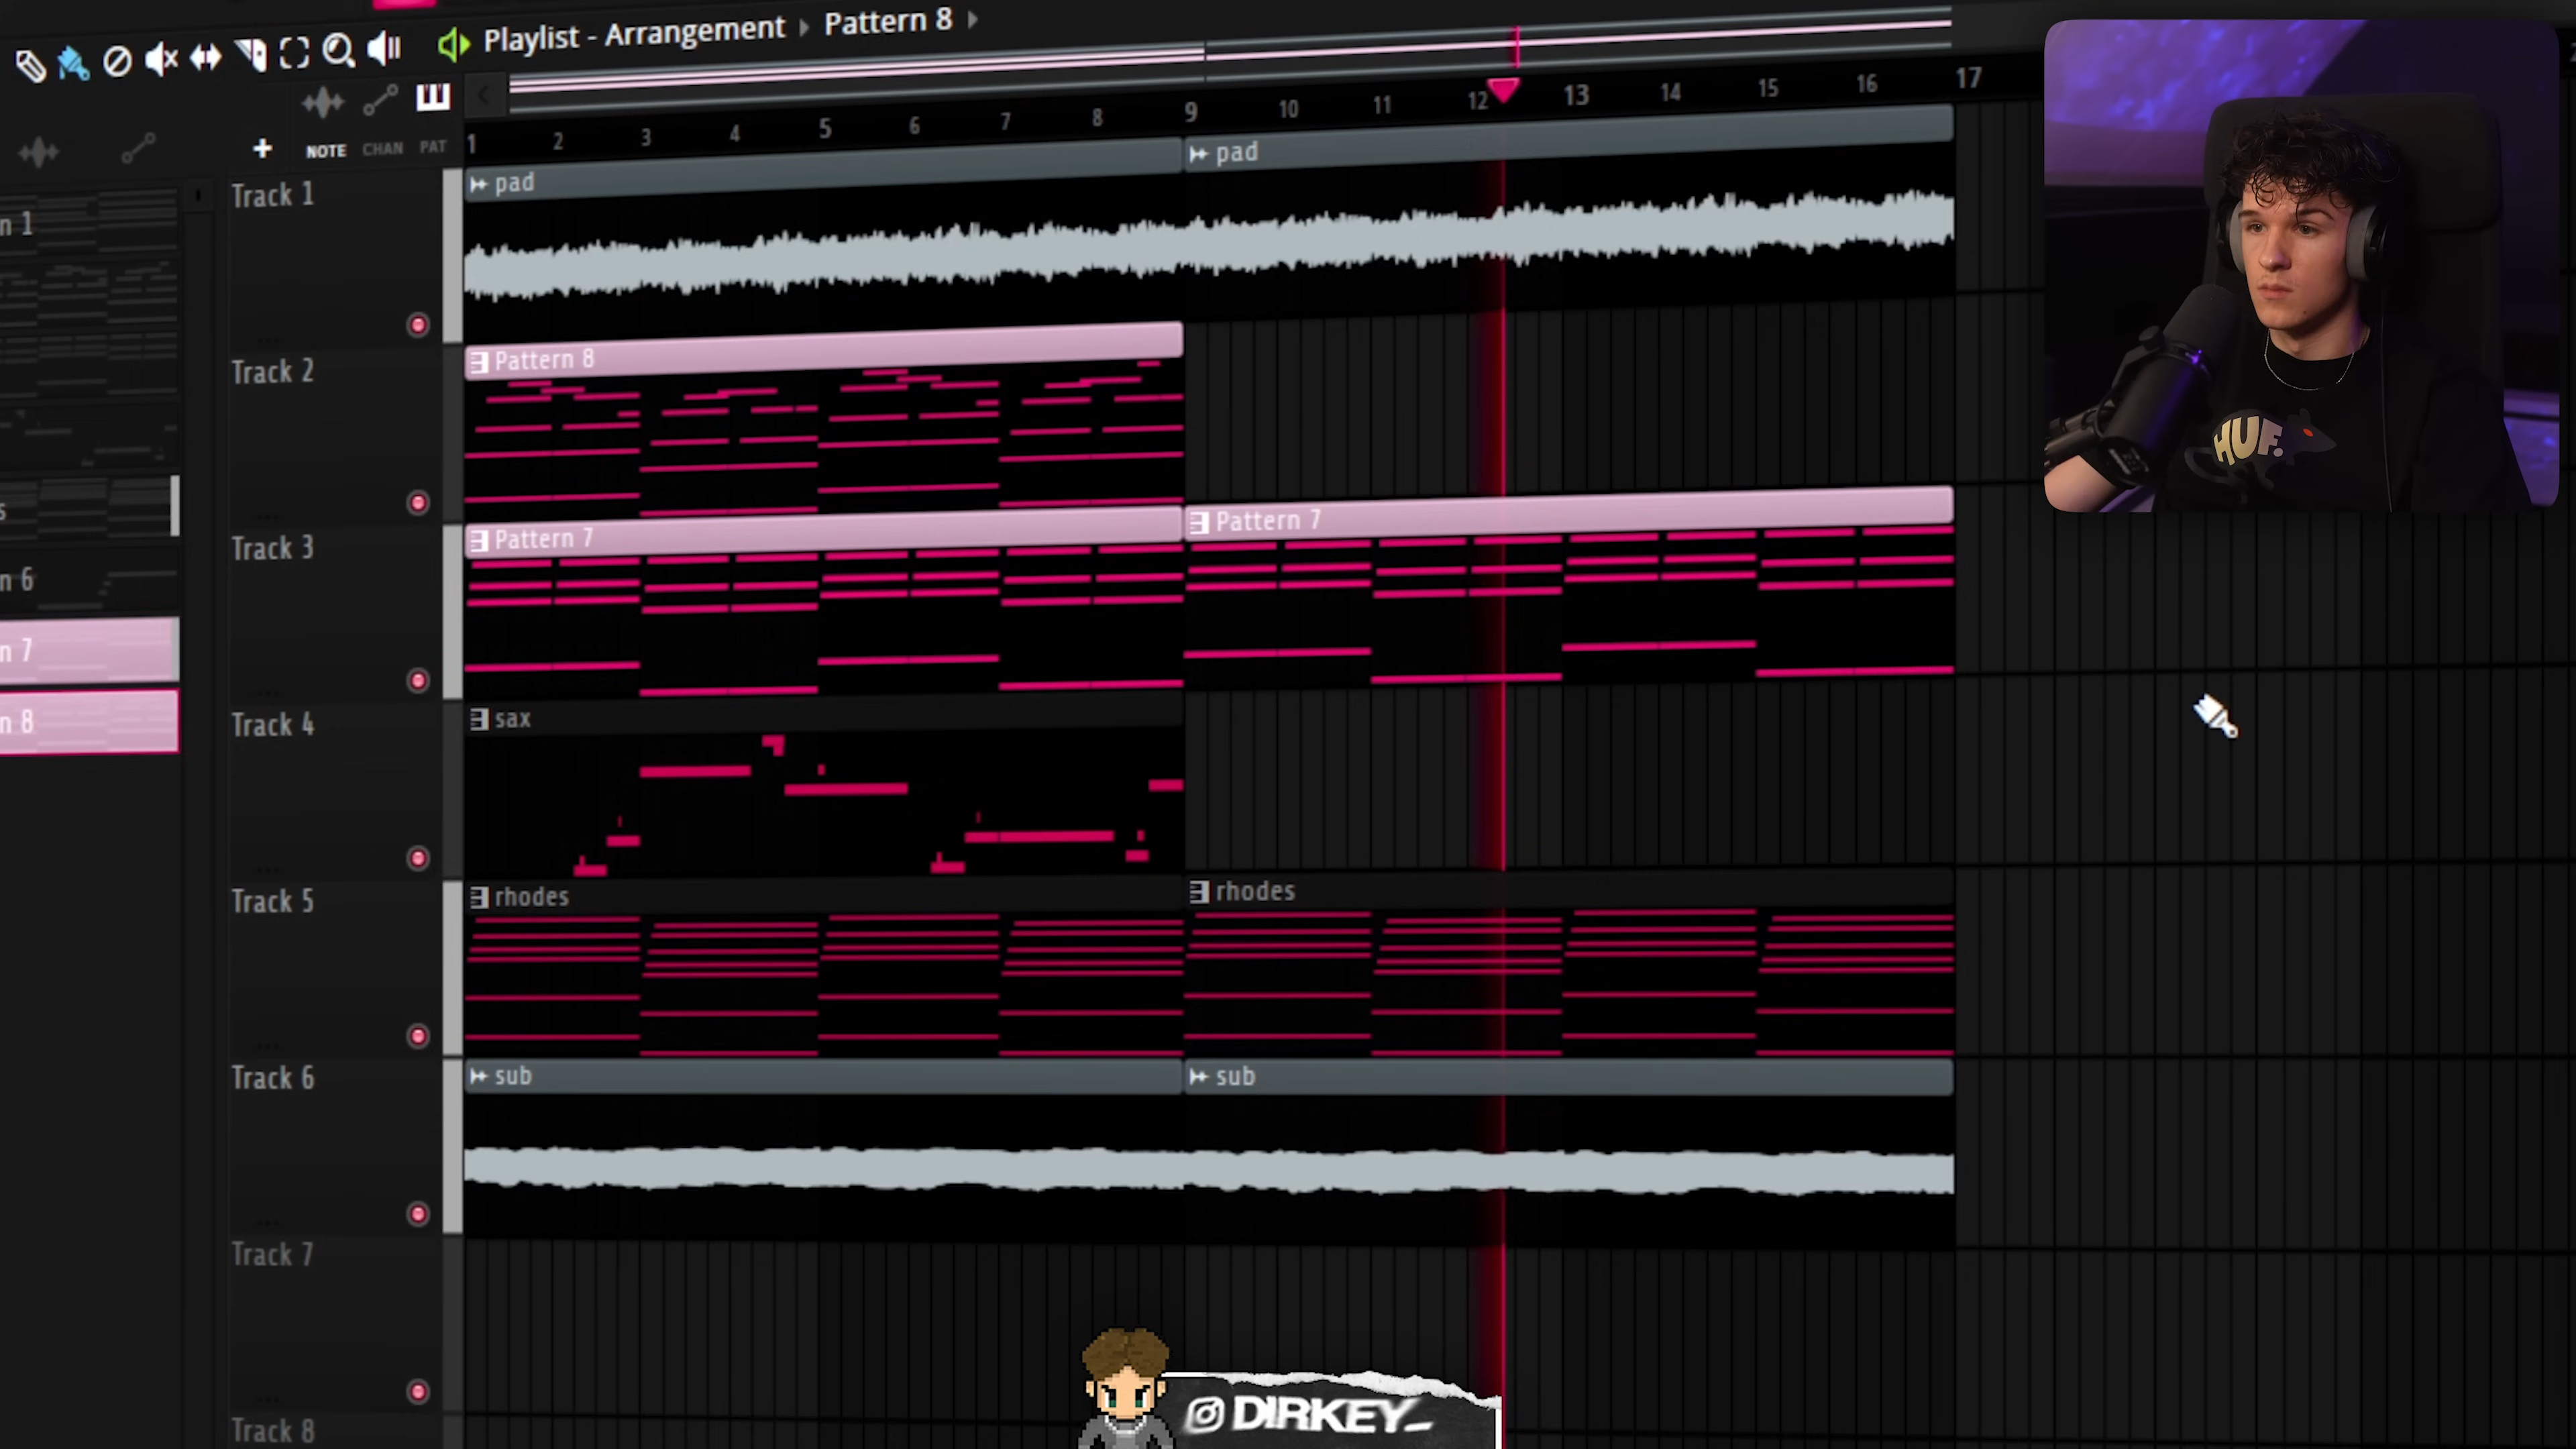 Playlist - Arrangement ▸ Pattern 8 ▸
1 2 3 4 5 6 7 8 9 10 11 12 13 14 15 16 17
NOTE CHAN PAT
n 1
s
n 6
n 7
n 8
Track 1
pad
pad
Track 2
Pattern 8
Track 3
Pattern 7
Pattern 7
Track 4
sax
Track 5
rhodes
rhodes
Track 6
sub
sub
Track 7
Track 8
HUF.
DIRKEY_